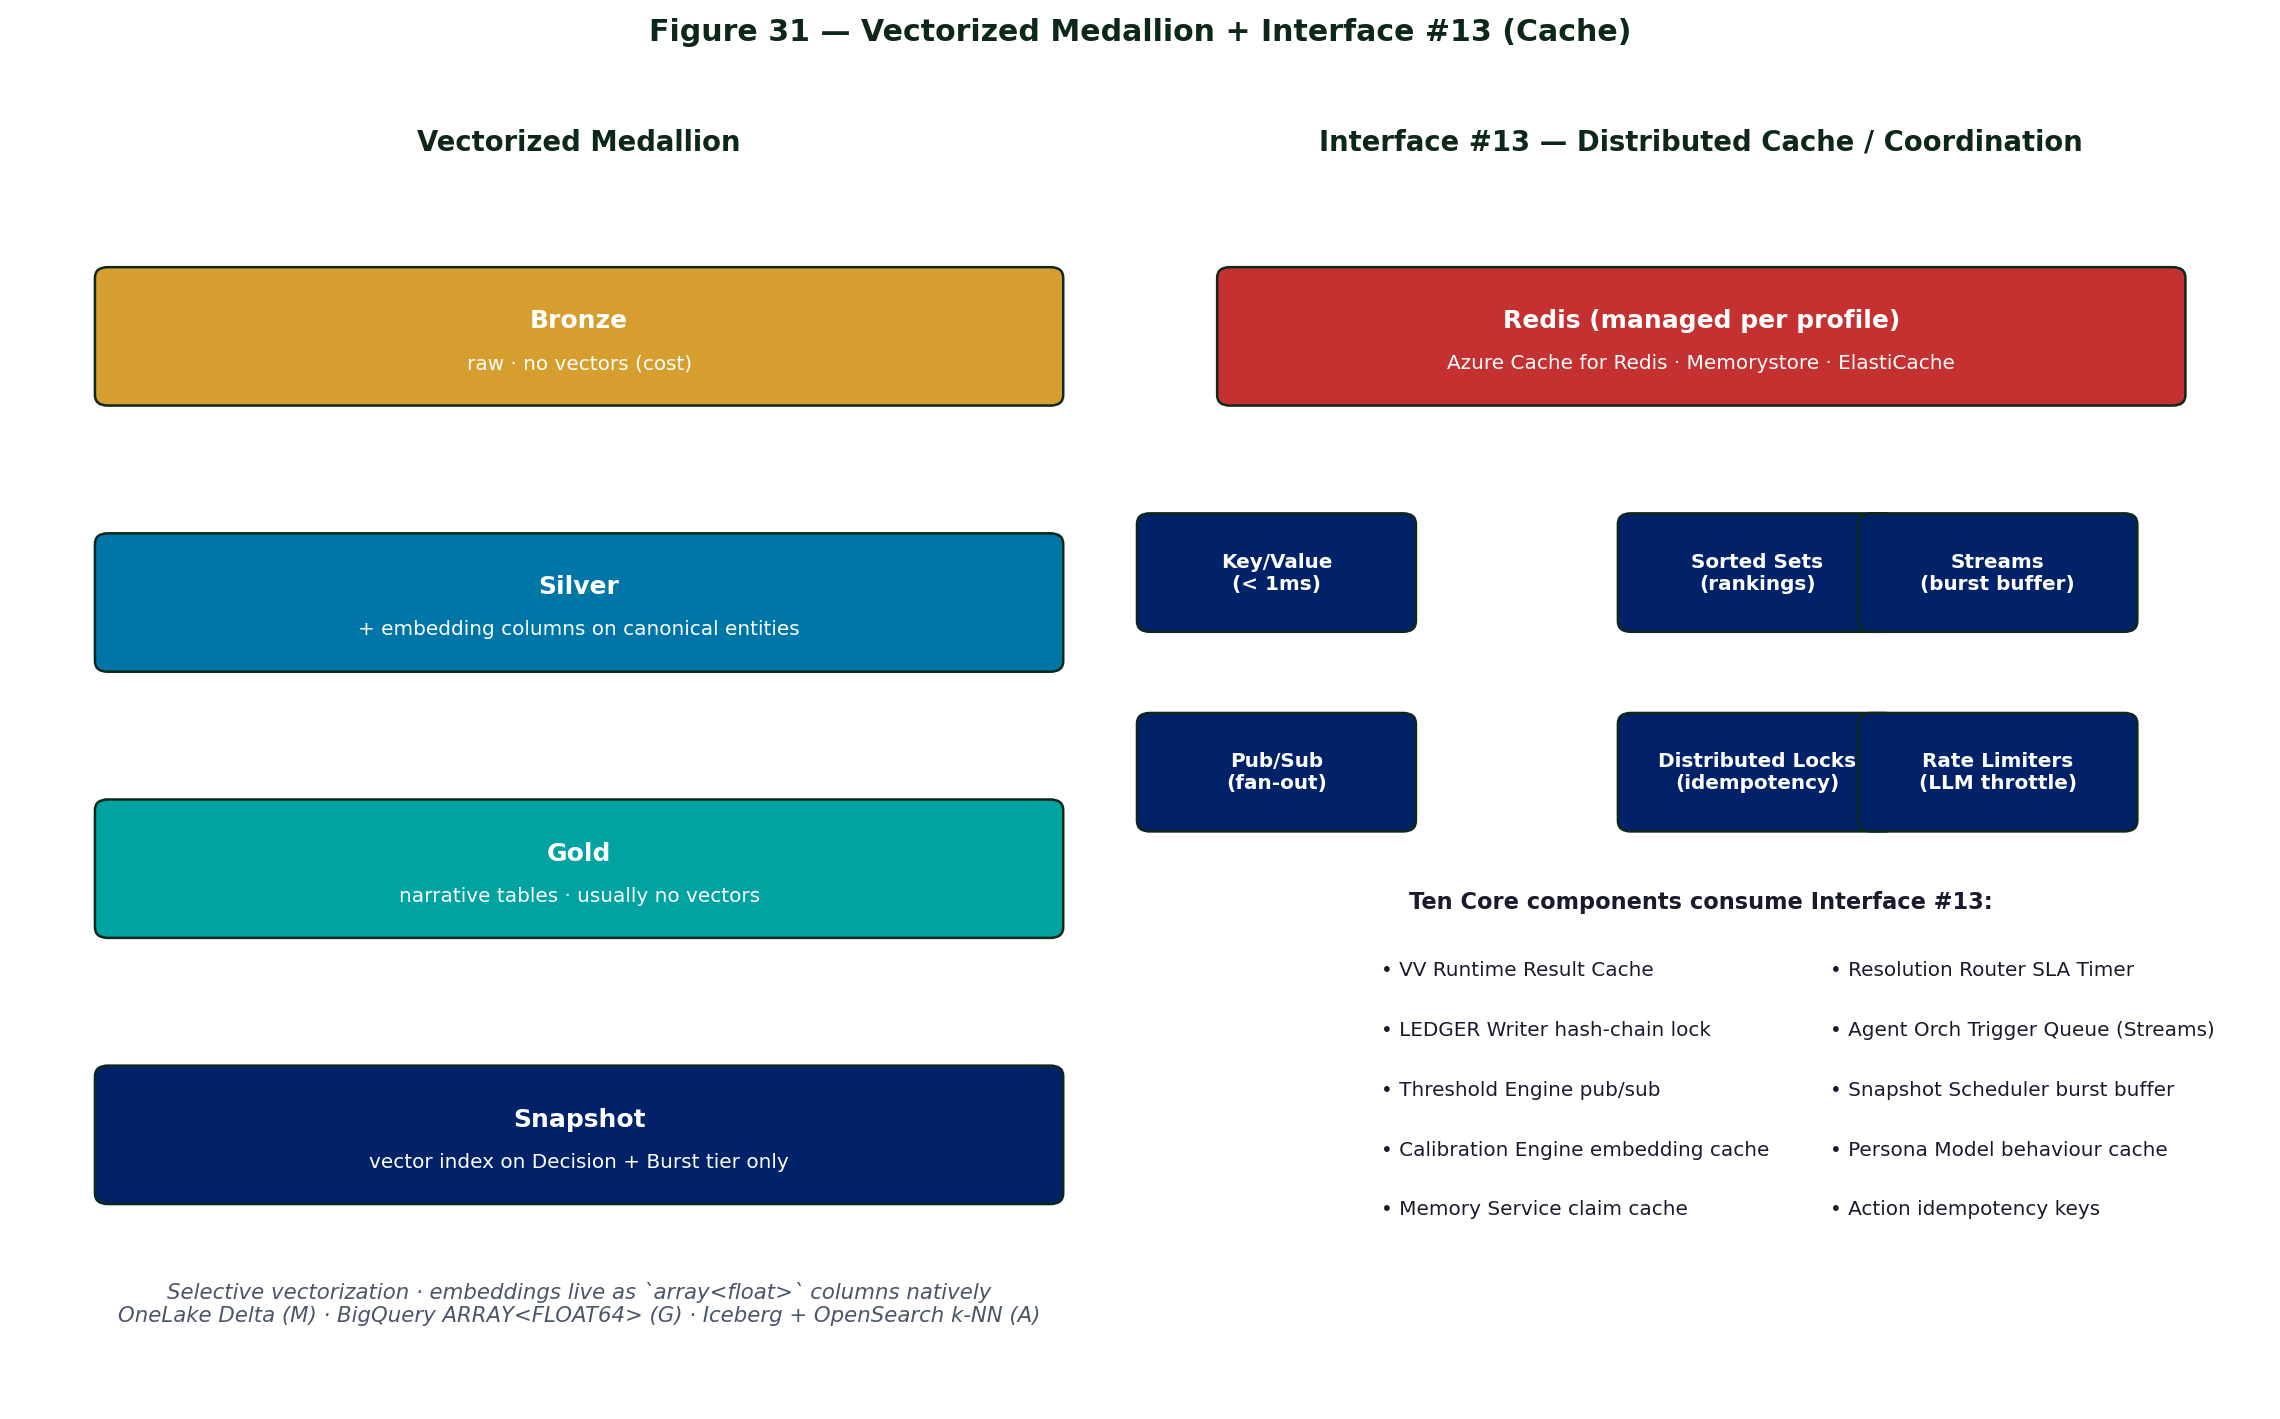 Figure 31 — Vectorized Medallion + Interface #13 (Cache)
Vectorized Medallion
Bronze
raw · no vectors (cost)
Silver
+ embedding columns on canonical entities
Gold
narrative tables · usually no vectors
Snapshot
vector index on Decision + Burst tier only
Selective vectorization · embeddings live as `array<float>` columns natively
OneLake Delta (M) · BigQuery ARRAY<FLOAT64> (G) · Iceberg + OpenSearch k-NN (A)
Interface #13 — Distributed Cache / Coordination
Redis (managed per profile)
Azure Cache for Redis · Memorystore · ElastiCache
Key/Value
(< 1ms)
Sorted Sets
(rankings)
Streams
(burst buffer)
Pub/Sub
(fan-out)
Distributed Locks
(idempotency)
Rate Limiters
(LLM throttle)
Ten Core components consume Interface #13:
• VV Runtime Result Cache
• LEDGER Writer hash-chain lock
• Threshold Engine pub/sub
• Calibration Engine embedding cache
• Memory Service claim cache
• Resolution Router SLA Timer
• Agent Orch Trigger Queue (Streams)
• Snapshot Scheduler burst buffer
• Persona Model behaviour cache
• Action idempotency keys